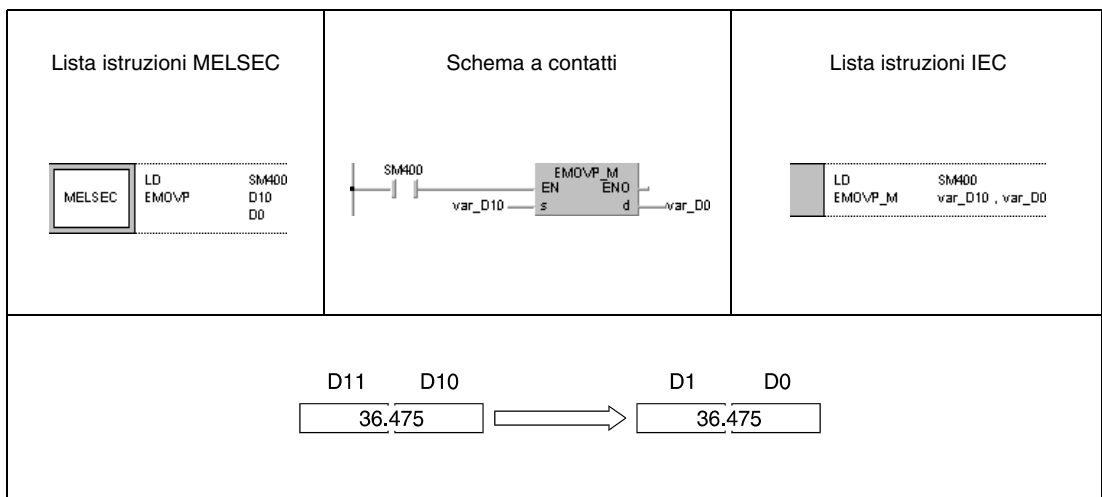 Lista istruzioni MELSEC
Schema a contatti
Lista istruzioni IEC
MELSEC
LD SM400
EMOVP D10
D0
SM400
EMOVP_M
EN ENO
var_D10 s d var_D0
LD SM400
EMOVP_M var_D10 , var_D0
D11 D10 D1 D0
36.475 36.475